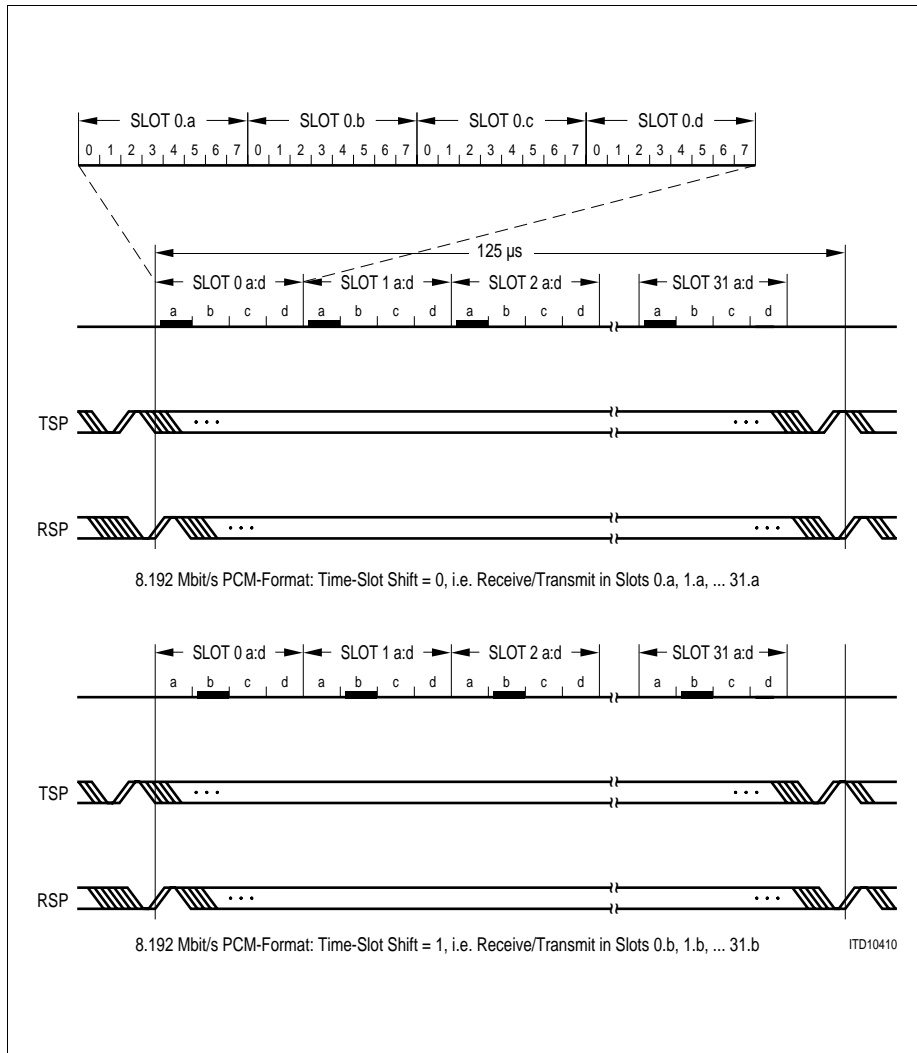 SLOT 0.a SLOT 0.b SLOT 0.c SLOT 0.d
0 1 2 3 4 5 6 7 0 1 2 3 4 5 6 7 0 1 2 3 4 5 6 7 0 1 2 3 4 5 6 7
125 µs
SLOT 0 a:d SLOT 1 a:d SLOT 2 a:d SLOT 31 a:d
a b c d a b c d a b c d a b c d
TSP ... ...
RSP ... ...
8.192 Mbit/s PCM-Format: Time-Slot Shift = 0, i.e. Receive/Transmit in Slots 0.a, 1.a, ... 31.a
SLOT 0 a:d SLOT 1 a:d SLOT 2 a:d SLOT 31 a:d
a b c d a b c d a b c d a b c d
TSP ... ...
RSP ... ...
8.192 Mbit/s PCM-Format: Time-Slot Shift = 1, i.e. Receive/Transmit in Slots 0.b, 1.b, ... 31.b
ITD10410